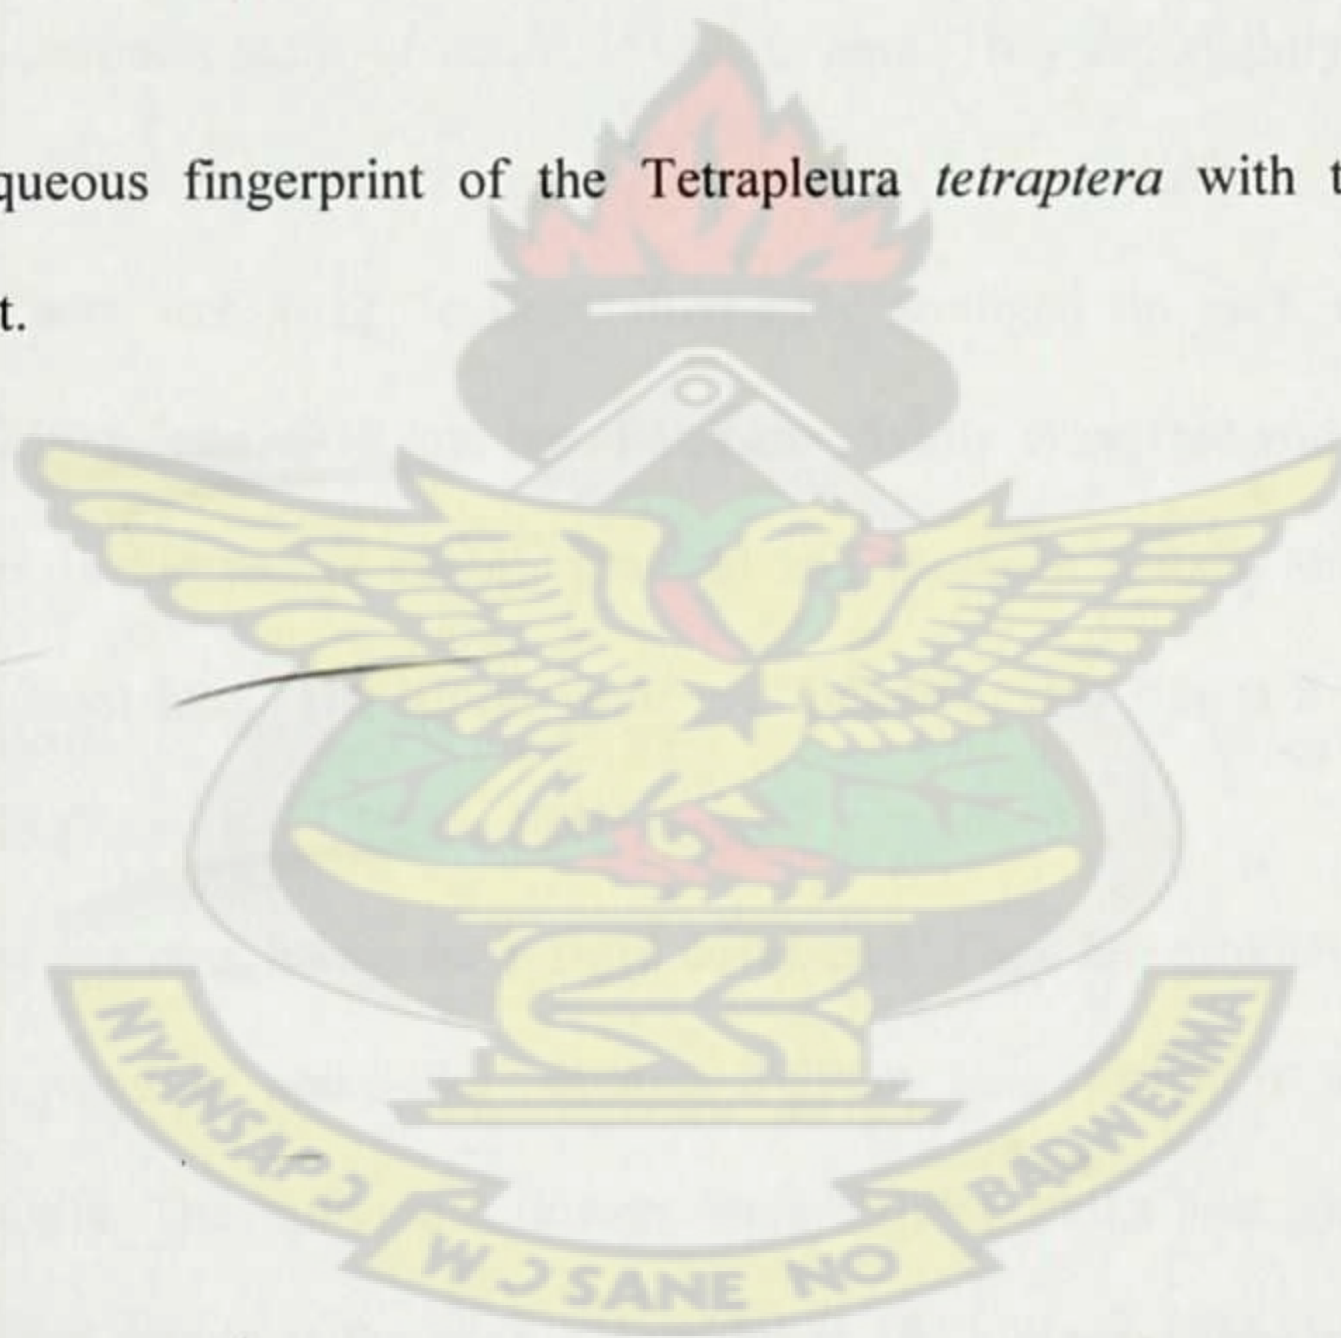 queous fingerprint of the Tetrapleura tetraptera with t
t.
NYANSAPƆ
WƆSANE NO
BADWENMA